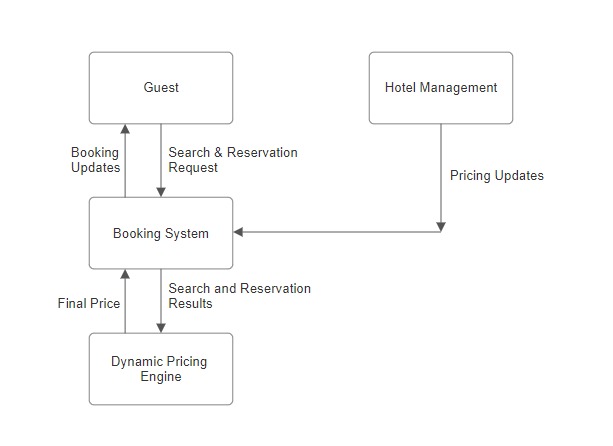 Guest
Hotel Management
Booking
Updates
Search & Reservation
Request
Pricing Updates
Booking System
Search and Reservation
Results
Final Price
Dynamic Pricing
Engine